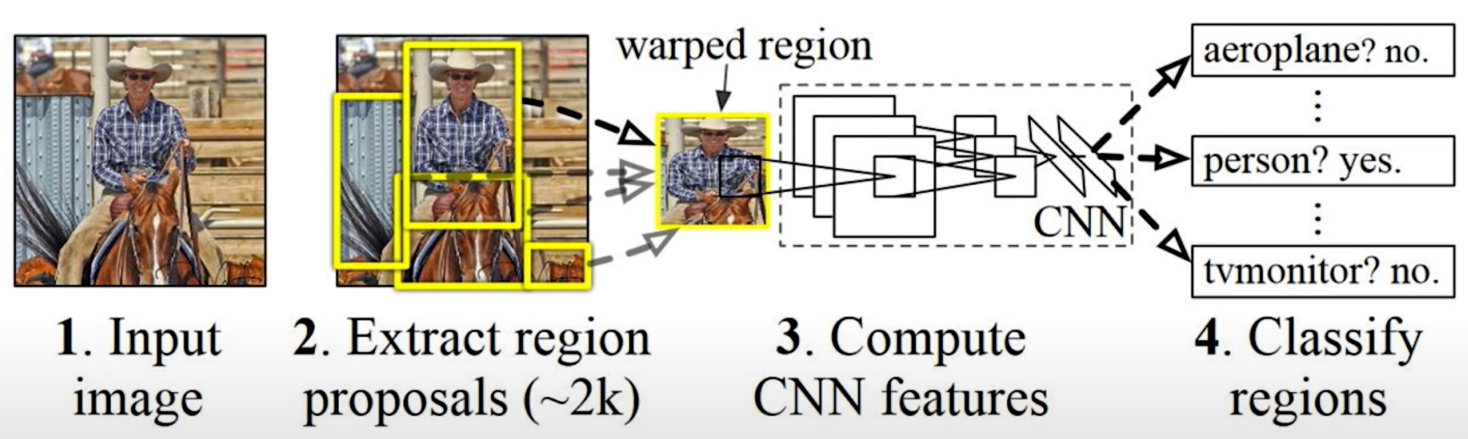 warped region
aeroplane? no.
person? yes.
CNN
tvmonitor? no.
1. Input
image
2. Extract region
proposals (~2k)
3. Compute
CNN features
4. Classify
regions